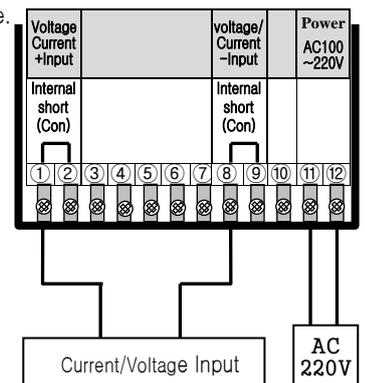 e.
Voltage
Current
+Input
voltage/
Current
-Input
Power
AC100
~220V
Internal
short
(Con)
Internal
short
(Con)
① ② ③ ④ ⑤ ⑥ ⑦ ⑧ ⑨ ⑩ ⑪ ⑫
Current/Voltage Input
AC
220V